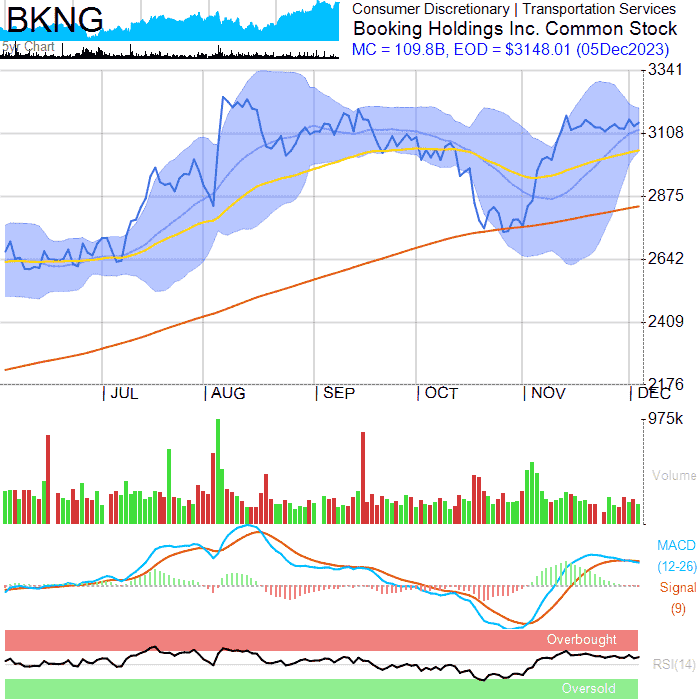 BKNG
5yr Chart
Consumer Discretionary | Transportation Services
Booking Holdings Inc. Common Stock
MC = 109.8B, EOD = $3148.01 (05Dec2023)
3341
3108
2875
2642
2409
2176
JUL
AUG
SEP
OCT
NOV
DEC
975k
Volume
MACD
(12-26)
Signal
(9)
Overbought
RSI(14)
Oversold